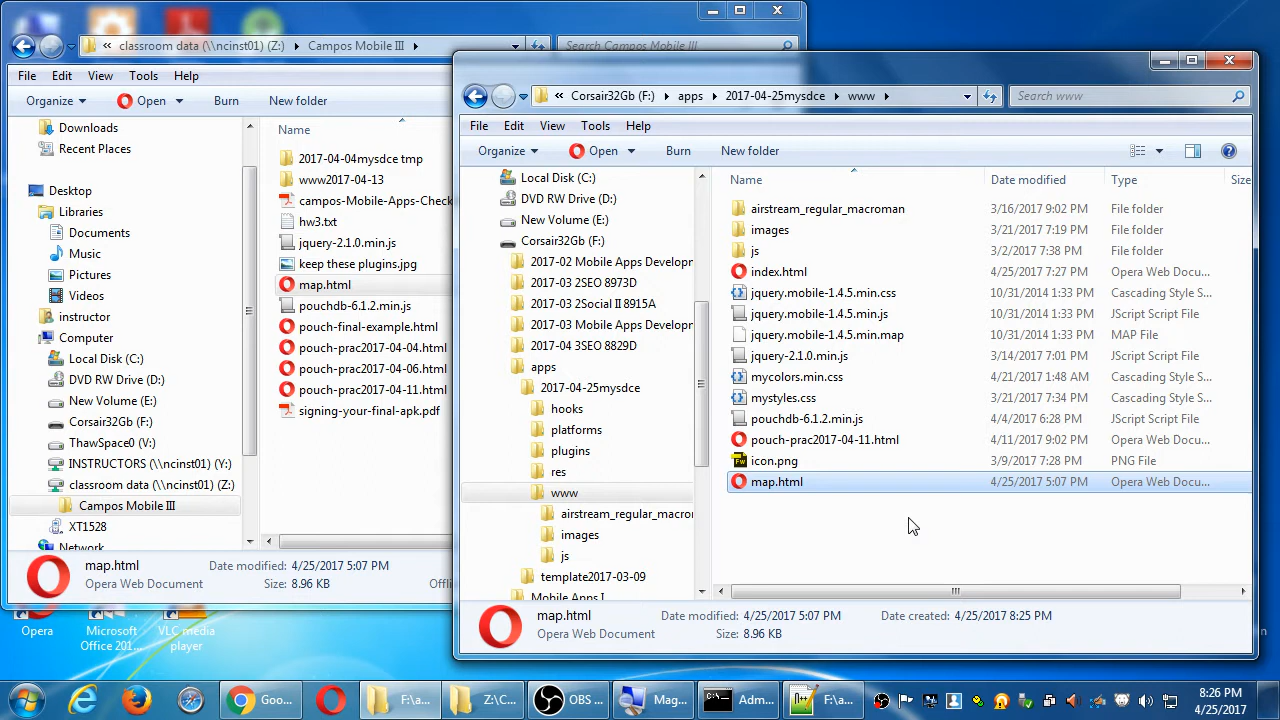 « classroom data (\\ncinst01) (Z:) Campos Mobile III
Search Campos Mobile III
File Edit View Tools Help
Organize Open Burn New folder
Downloads
Recent Places
Desktop
Libraries
Documents
Music
Pictures
Videos
instructor
Computer
Local Disk (C:)
DVD RW Drive (D:)
New Volume (E:)
Corsair32Gb (F:)
ThawSpace0 (V:)
INSTRUCTORS (\\ncinst01) (Y:)
classroom data (\\ncinst01) (Z:)
Campos Mobile III
XT1528
Network
Name
2017-04-04mysdce tmp
www2017-04-13
campos-Mobile-Apps-Check
hw3.txt
jquery-2.1.0.min.js
keep these plugins.jpg
map.html
pouchdb-6.1.2.min.js
pouch-final-example.html
pouch-prac2017-04-04.html
pouch-prac2017-04-06.html
pouch-prac2017-04-11.html
signing-your-final-apk.pdf
map.html Date modified: 4/25/2017 5:07 PM
Opera Web Document Size: 8.96 KB Offli
« Corsair32Gb (F:) apps 2017-04-25mysdce www
Search www
File Edit View Tools Help
Organize Open Burn New folder
Local Disk (C:)
DVD RW Drive (D:)
New Volume (E:)
Corsair32Gb (F:)
2017-02 Mobile Apps Developm
2017-03 2SEO 8973D
2017-03 2Social II 8915A
2017-03 Mobile Apps Developm
2017-04 3SEO 8829D
apps
2017-04-25mysdce
hooks
platforms
plugins
res
www
airstream_regular_macror
images
js
template2017-03-09
Mobile Apps I
Name Date modified Type Size
airstream_regular_macroman 3/16/2017 9:02 PM File folder
images 3/21/2017 7:19 PM File folder
js 3/2/2017 7:38 PM File folder
index.html 4/25/2017 7:27 PM Opera Web Docu...
jquery.mobile-1.4.5.min.css 10/31/2014 1:33 PM Cascading Style S...
jquery.mobile-1.4.5.min.js 10/31/2014 1:33 PM JScript Script File
jquery.mobile-1.4.5.min.map 10/31/2014 1:33 PM MAP File
jquery-2.1.0.min.js 3/14/2017 7:01 PM JScript Script File
mycolors.min.css 4/21/2017 1:48 AM Cascading Style S...
mystyles.css 3/21/2017 7:34 PM Cascading Style S...
pouchdb-6.1.2.min.js 4/4/2017 6:28 PM JScript Script File
pouch-prac2017-04-11.html 4/11/2017 9:02 PM Opera Web Docu...
icon.png 3/9/2017 7:28 PM PNG File
map.html 4/25/2017 5:07 PM Opera Web Docu...
map.html Date modified: 4/25/2017 5:07 PM Date created: 4/25/2017 8:25 PM
Opera Web Document Size: 8.96 KB
Opera
Microsoft Office 201...
VLC media player
Goo... F:\a... Z:\C... OBS ... Mag... Adm... F:\a...
8:26 PM
4/25/2017